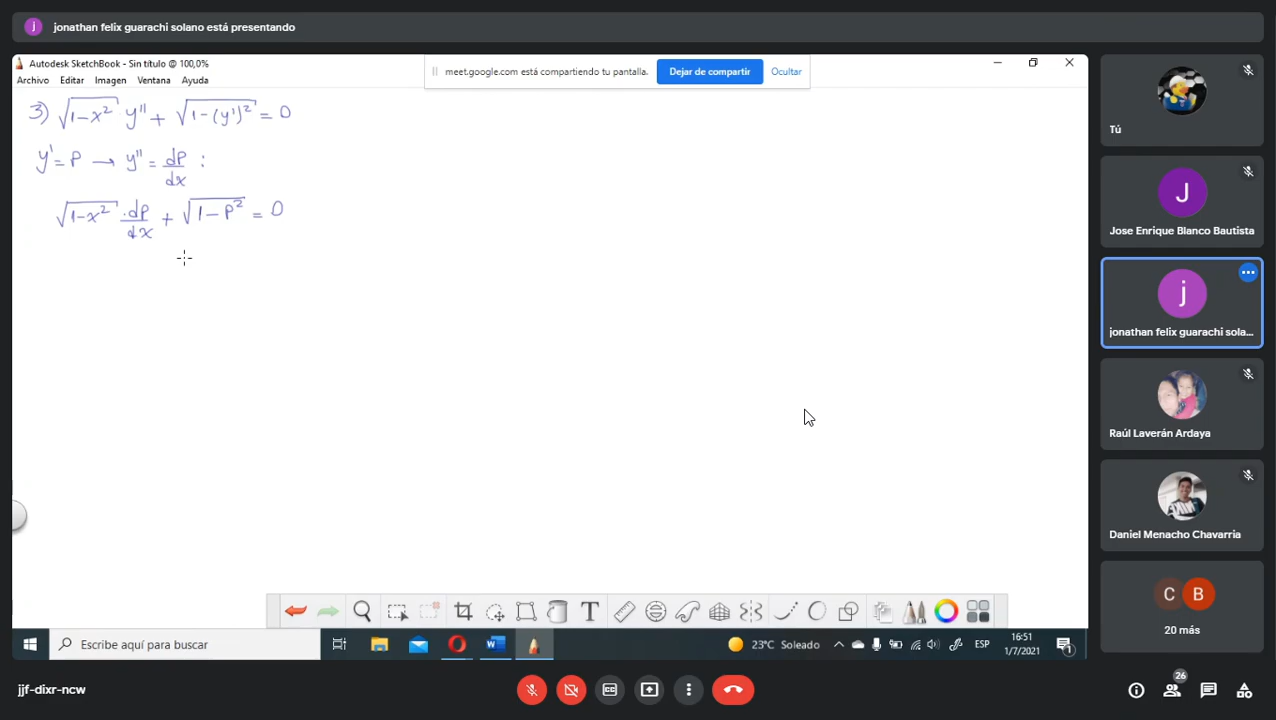 jonathan felix guarachi solano está presentando
Autodesk SketchBook - Sin título @ 100,0%
Archivo Editar Imagen Ventana Ayuda
meet.google.com está compartiendo tu pantalla. Dejar de compartir Ocultar
3) √(1-x²) y'' + √(1-(y')²) = 0
y' = P → y'' = dP/dx :
√(1-x²) · dP/dx + √(1-P²) = 0
Tú
J
Jose Enrique Blanco Bautista
j
jonathan felix guarachi sola...
Raúl Laverán Ardaya
Daniel Menacho Chavarria
C B
20 más
T
Escribe aquí para buscar
23°C Soleado
ESP
16:51
1/7/2021
1
jjf-dixr-ncw
26